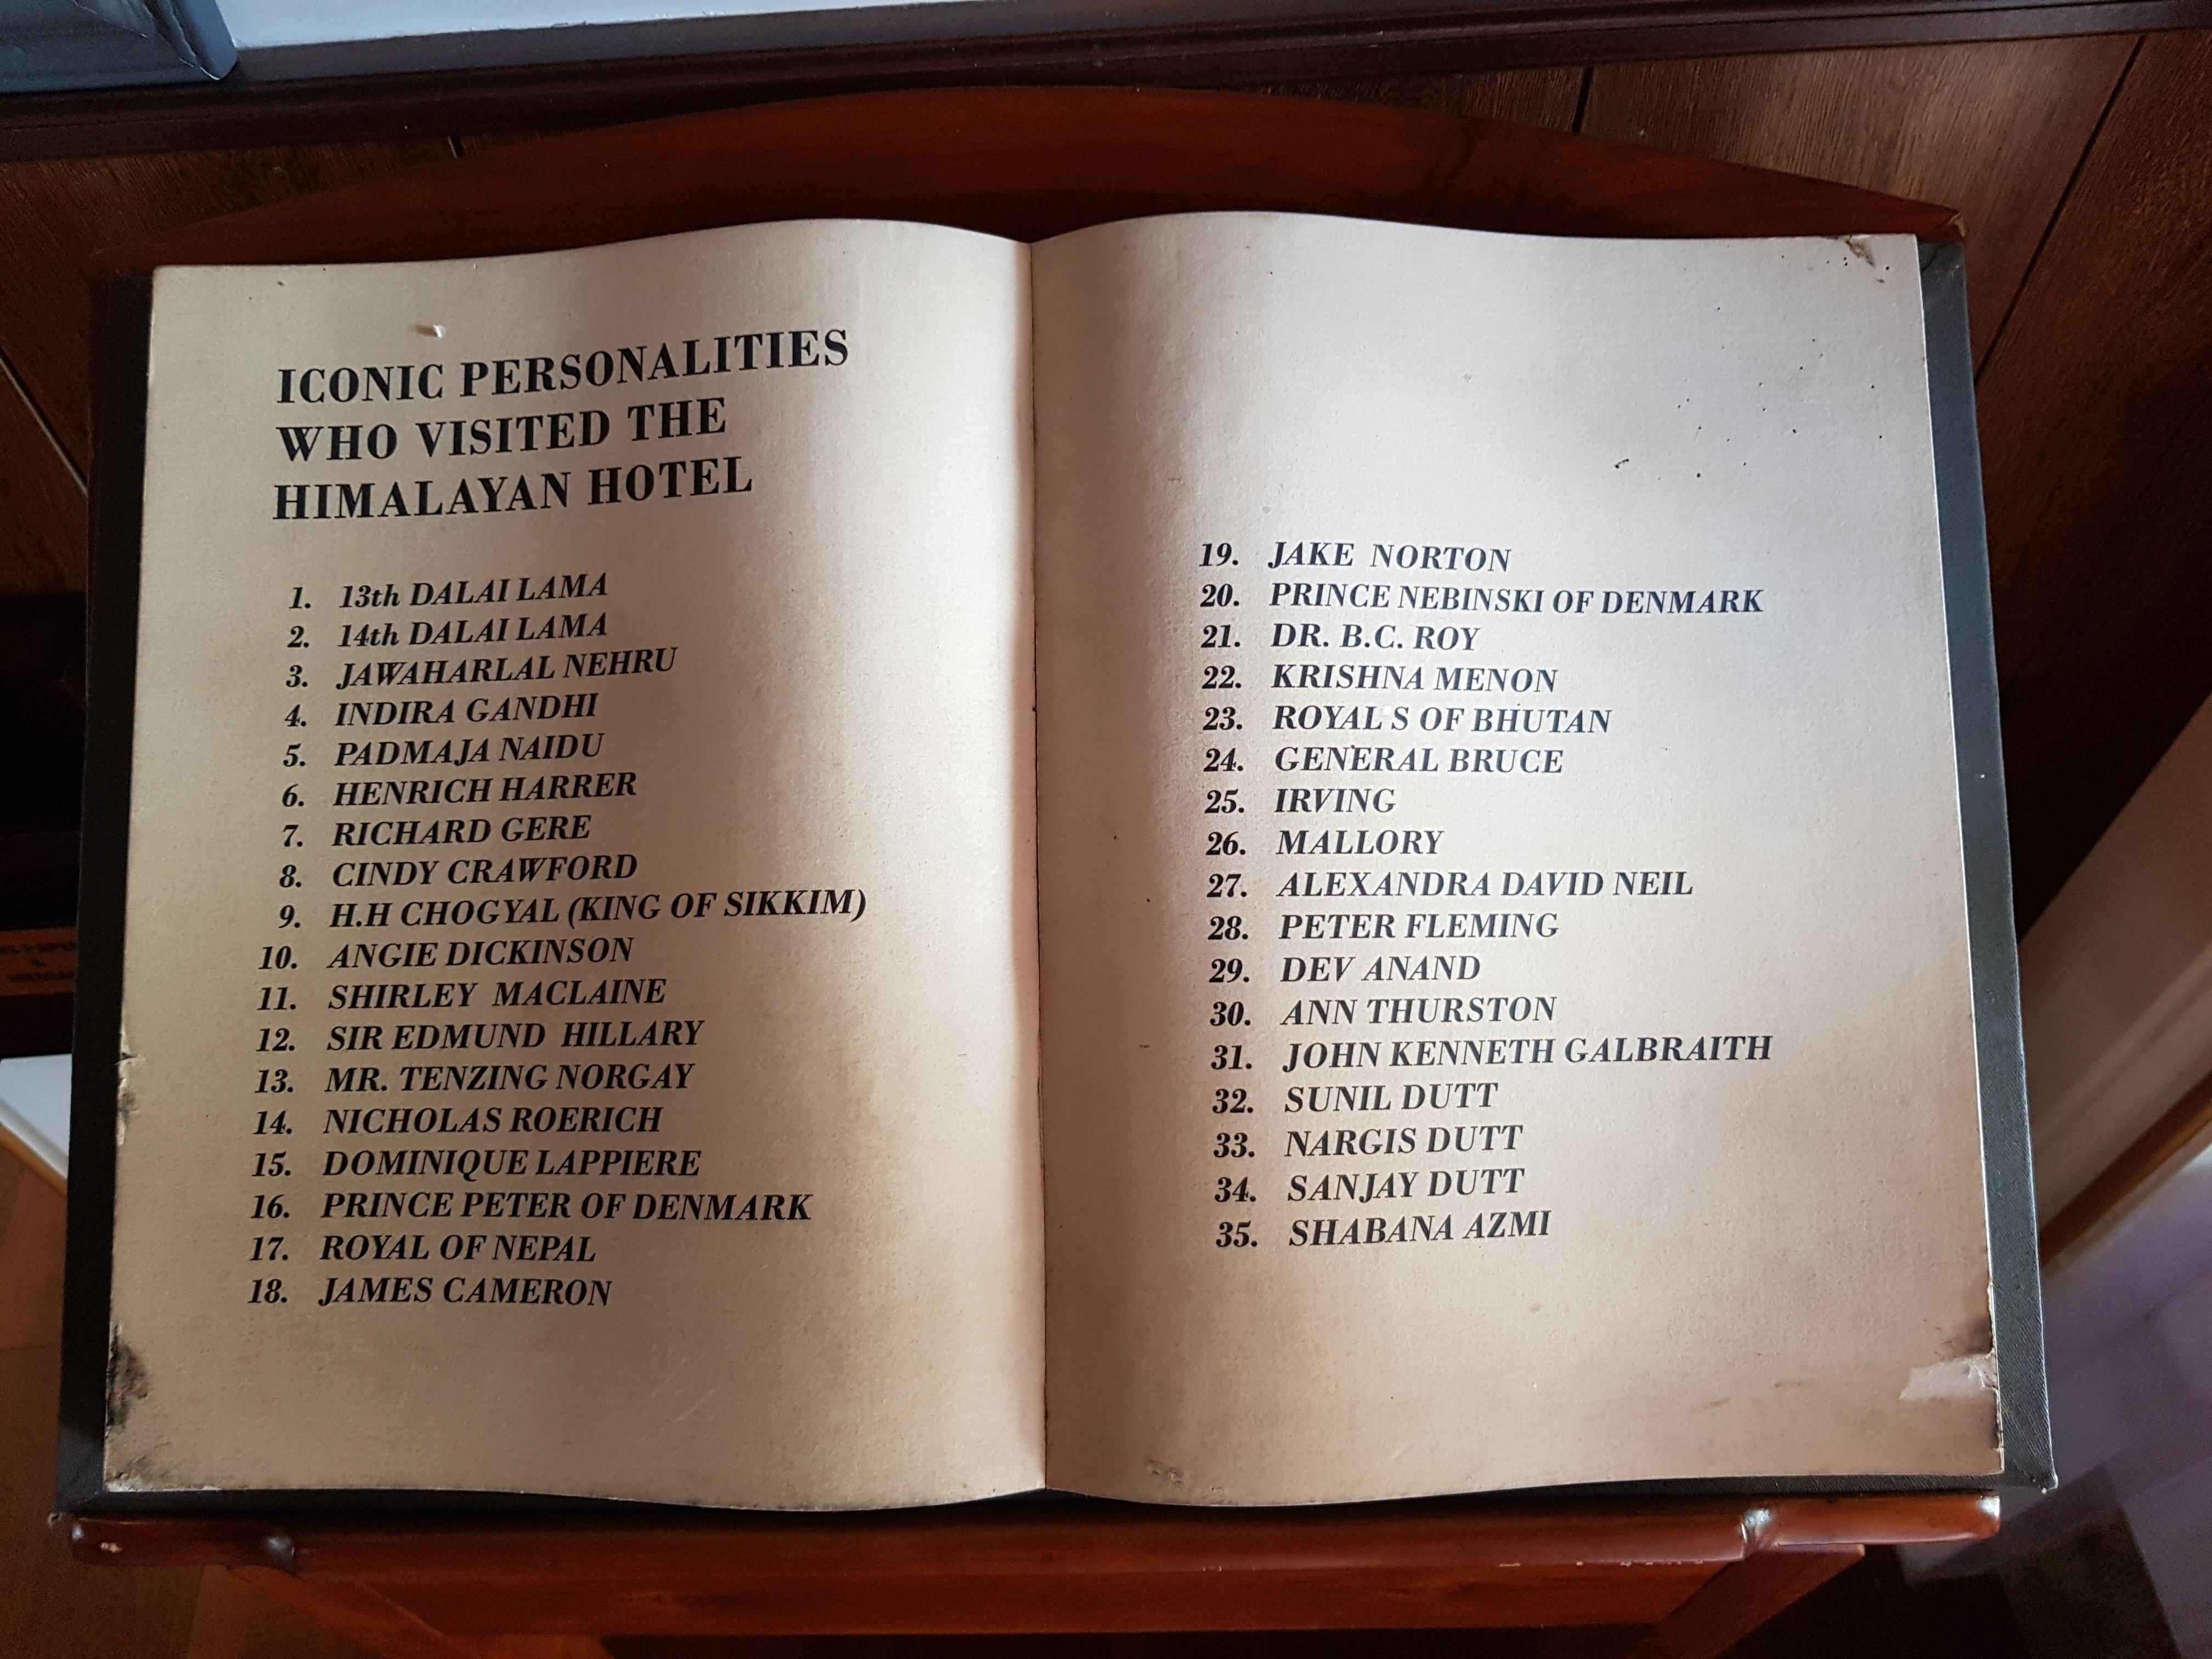 ICONIC PERSONALITIES
WHO VISITED THE
HIMALAYAN HOTEL
1. 13th DALAI LAMA
2. 14th DALAI LAMA
3. JAWAHARLAL NEHRU
4. INDIRA GANDHI
5. PADMAJA NAIDU
6. HENRICH HARRER
7. RICHARD GERE
8. CINDY CRAWFORD
9. H.H CHOGYAL (KING OF SIKKIM)
10. ANGIE DICKINSON
11. SHIRLEY MACLAINE
12. SIR EDMUND HILLARY
13. MR. TENZING NORGAY
14. NICHOLAS ROERICH
15. DOMINIQUE LAPPIERE
16. PRINCE PETER OF DENMARK
17. ROYAL OF NEPAL
18. JAMES CAMERON
19. JAKE NORTON
20. PRINCE NEBINSKI OF DENMARK
21. DR. B.C. ROY
22. KRISHNA MENON
23. ROYAL S OF BHUTAN
24. GENERAL BRUCE
25. IRVING
26. MALLORY
27. ALEXANDRA DAVID NEIL
28. PETER FLEMING
29. DEV ANAND
30. ANN THURSTON
31. JOHN KENNETH GALBRAITH
32. SUNIL DUTT
33. NARGIS DUTT
34. SANJAY DUTT
35. SHABANA AZMI